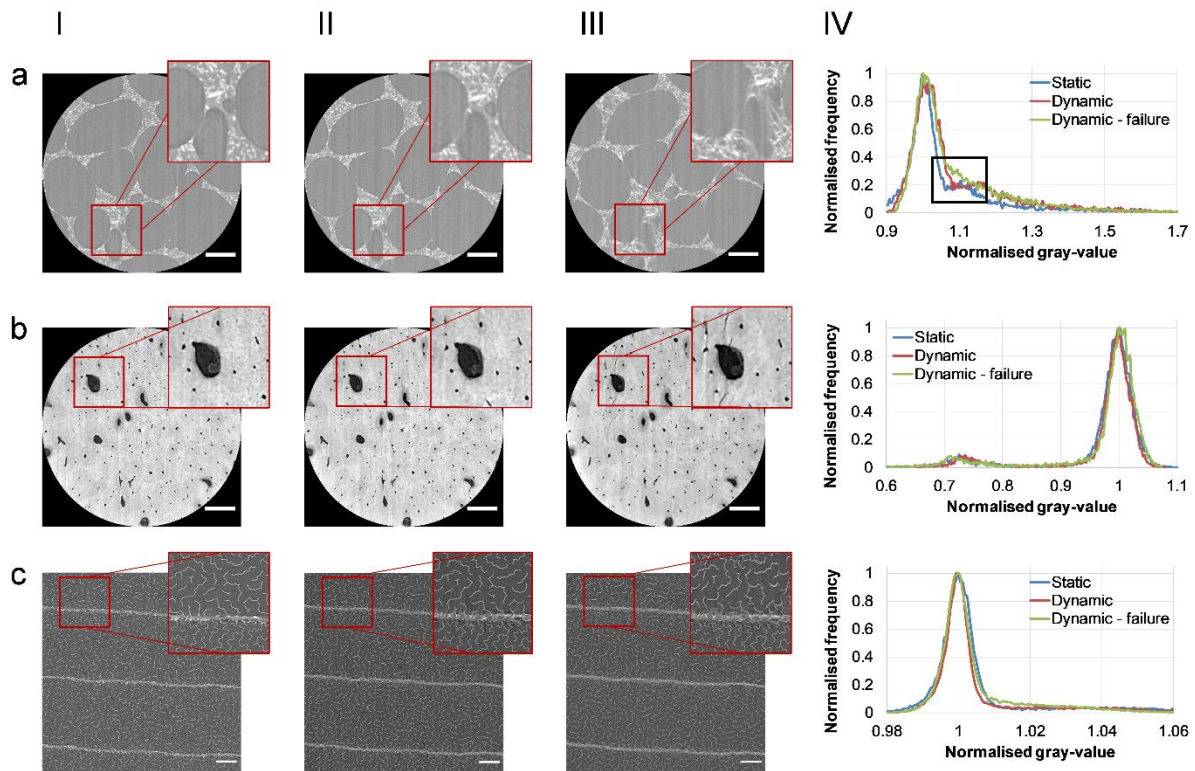 I II III IV
a
1
0.8
0.6
0.4
0.2
0
Normalised frequency
Static
Dynamic
Dynamic - failure
0.9 1.1 1.3 1.5 1.7
Normalised gray-value
b
1
0.8
0.6
0.4
0.2
0
Normalised frequency
Static
Dynamic
Dynamic - failure
0.6 0.7 0.8 0.9 1 1.1
Normalised gray-value
c
1
0.8
0.6
0.4
0.2
0
Normalised frequency
Static
Dynamic
Dynamic - failure
0.98 1 1.02 1.04 1.06
Normalised gray-value